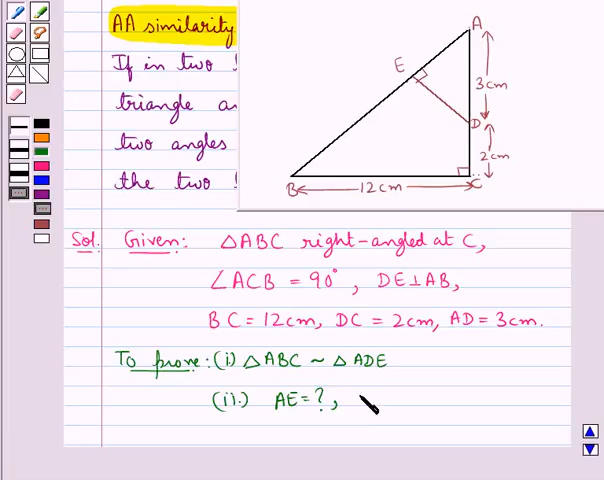 AA similarity
If in two
triangle a
two angles
the two
A
E
3cm
D
2cm
B
12cm
C
Sol. Given: △ABC right-angled at C,
∠ACB = 90°, DE⊥AB,
BC = 12cm, DC = 2cm, AD = 3cm.
To prove: (i) △ABC ~ △ADE
(ii.) AE = ?,